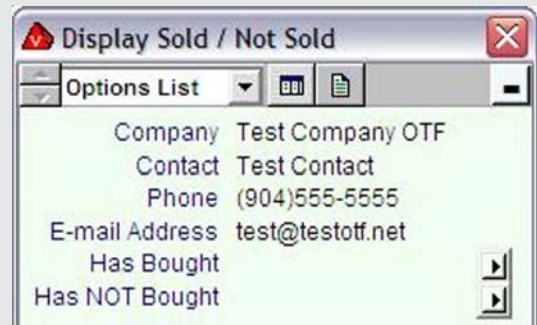 Display Sold / Not Sold
Options List
Company Test Company OTF
Contact Test Contact
Phone (904)555-5555
E-mail Address test@testotf.net
Has Bought
Has NOT Bought